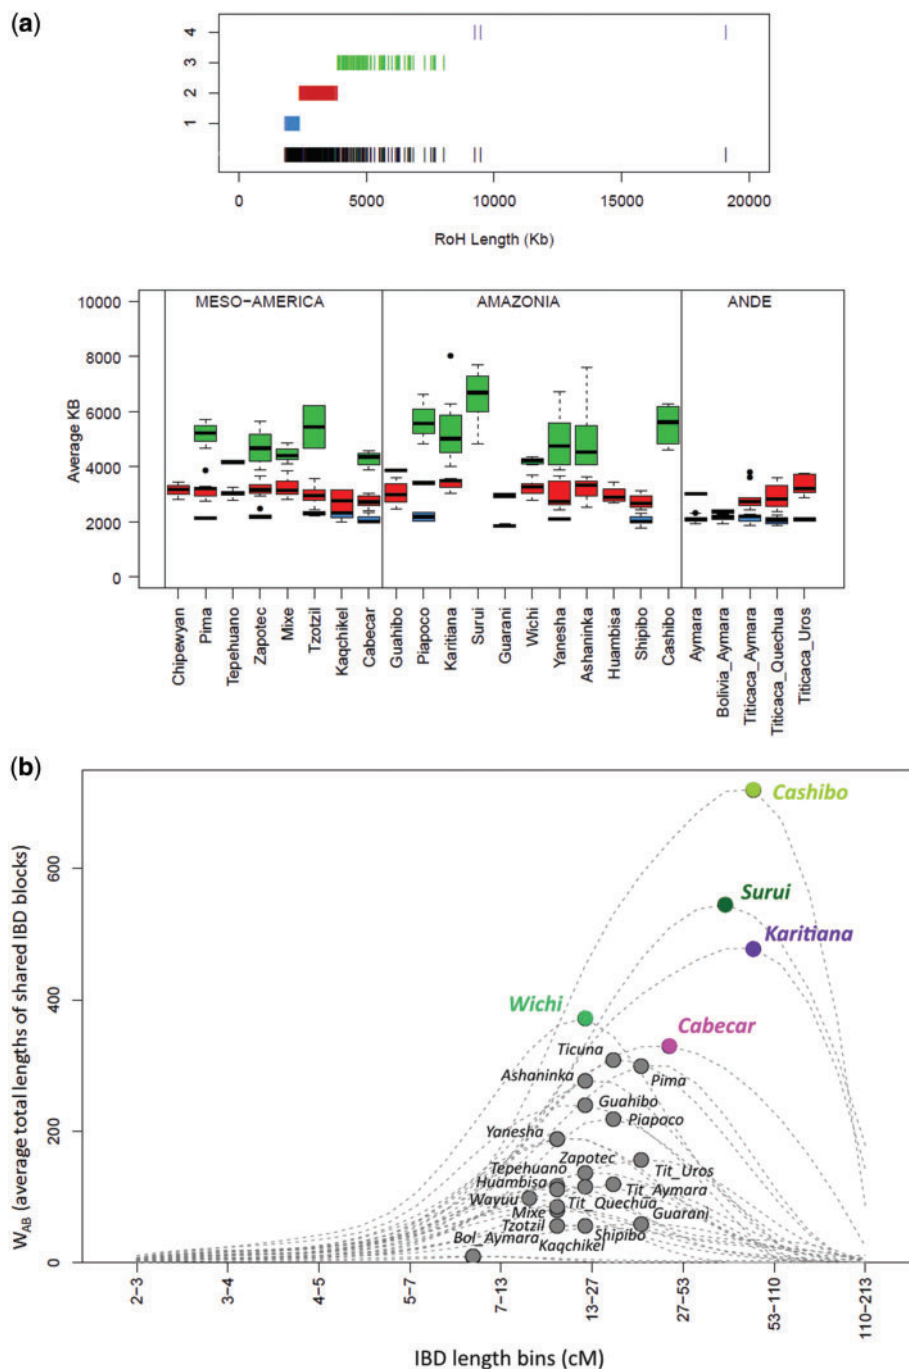 (a)
4
3
2
1
0
5000
10000
15000
20000
RoH Length (Kb)
MESO-AMERICA
AMAZONIA
ANDE
Average KB
10000
8000
6000
4000
2000
0
Chipewyan
Pima
Tepehuano
Zapotec
Mixe
Tzotzil
Kaqchikel
Cabecar
Guahibo
Piapoco
Karitiana
Surui
Guarani
Wichi
Yanesha
Ashaninka
Huambisa
Shipibo
Cashibo
Aymara
Bolivia_Aymara
Titicaca_Aymara
Titicaca_Quechua
Titicaca_Uros
(b)
W_AB (average total lengths of shared IBD blocks)
600
400
200
0
Cashibo
Surui
Karitiana
Wichi
Cabecar
Ticuna
Ashaninka
Pima
Guahibo
Piapoco
Yanesha
Zapotec
Tepehuano
Tit_Uros
Huambisa
Tit_Aymara
Wayuu
Tit_Quechua
Mixe
Guarani
Tzotzil
Shipibo
Bol_Aymara
Kaqchikel
2-3
3-4
4-5
5-7
7-13
13-27
27-53
53-110
110-213
IBD length bins (cM)